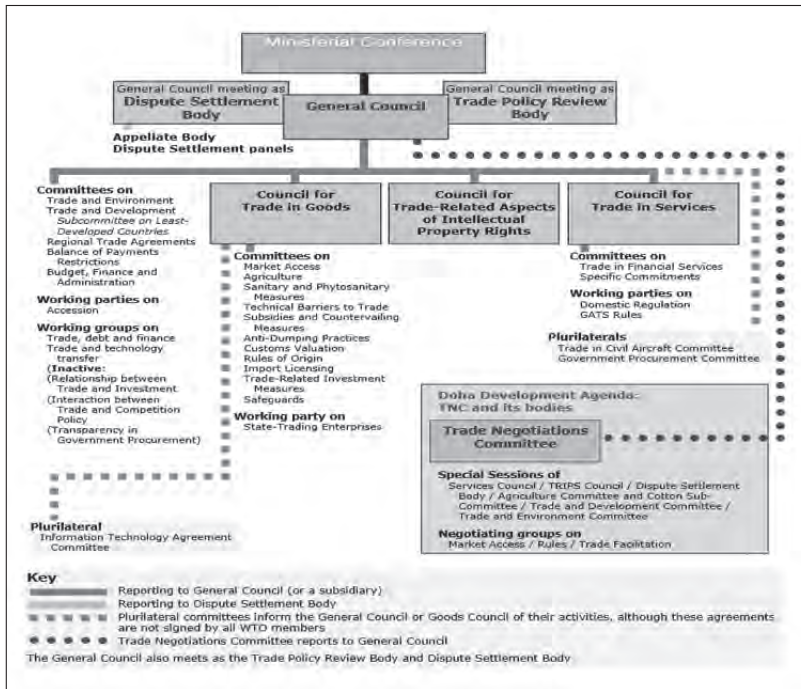 Ministerial Conference
General Council meeting as
Dispute Settlement
Body
General Council
General Council meeting as
Trade Policy Review
Body
Appellate Body
Dispute Settlement panels
Committees on
Trade and Environment
Trade and Development
Subcommittee on Least-
Developed Countries
Regional Trade Agreements
Balance of Payments
Restrictions
Budget, Finance and
Administration
Working parties on
Accession
Working groups on
Trade, debt and finance
Trade and technology
transfer
(Inactive:
(Relationship between
Trade and Investment
(Interaction between
Trade and Competition
Policy
(Transparency in
Government Procurement)
Plurilateral
Information Technology Agreement
Committee
Council for
Trade in Goods
Committees on
Market Access
Agriculture
Sanitary and Phytosanitary
Measures
Technical Barriers to Trade
Subsidies and Countervailing
Measures
Anti-Dumping Practices
Customs Valuation
Rules of Origin
Import Licensing
Trade-Related Investment
Measures
Safeguards
Working party on
State-Trading Enterprises
Council for
Trade-Related Aspects
of Intellectual
Property Rights
Council for
Trade in Services
Committees on
Trade in Financial Services
Specific Commitments
Working parties on
Domestic Regulation
GATS Rules
Plurilaterals
Trade in Civil Aircraft Committee
Government Procurement Committee
Doha Development Agenda:
TNC and its bodies
Trade Negotiations
Committee
Special Sessions of
Services Council / TRIPS Council / Dispute Settlement
Body / Agriculture Committee and Cotton Sub-
Committee / Trade and Development Committee /
Trade and Environment Committee
Negotiating groups on
Market Access / Rules / Trade Facilitation
Key
Reporting to General Council (or a subsidiary)
Reporting to Dispute Settlement Body
Plurilateral committees inform the General Council or Goods Council of their activities, although these agreements
are not signed by all WTO members
Trade Negotiations Committee reports to General Council
The General Council also meets as the Trade Policy Review Body and Dispute Settlement Body